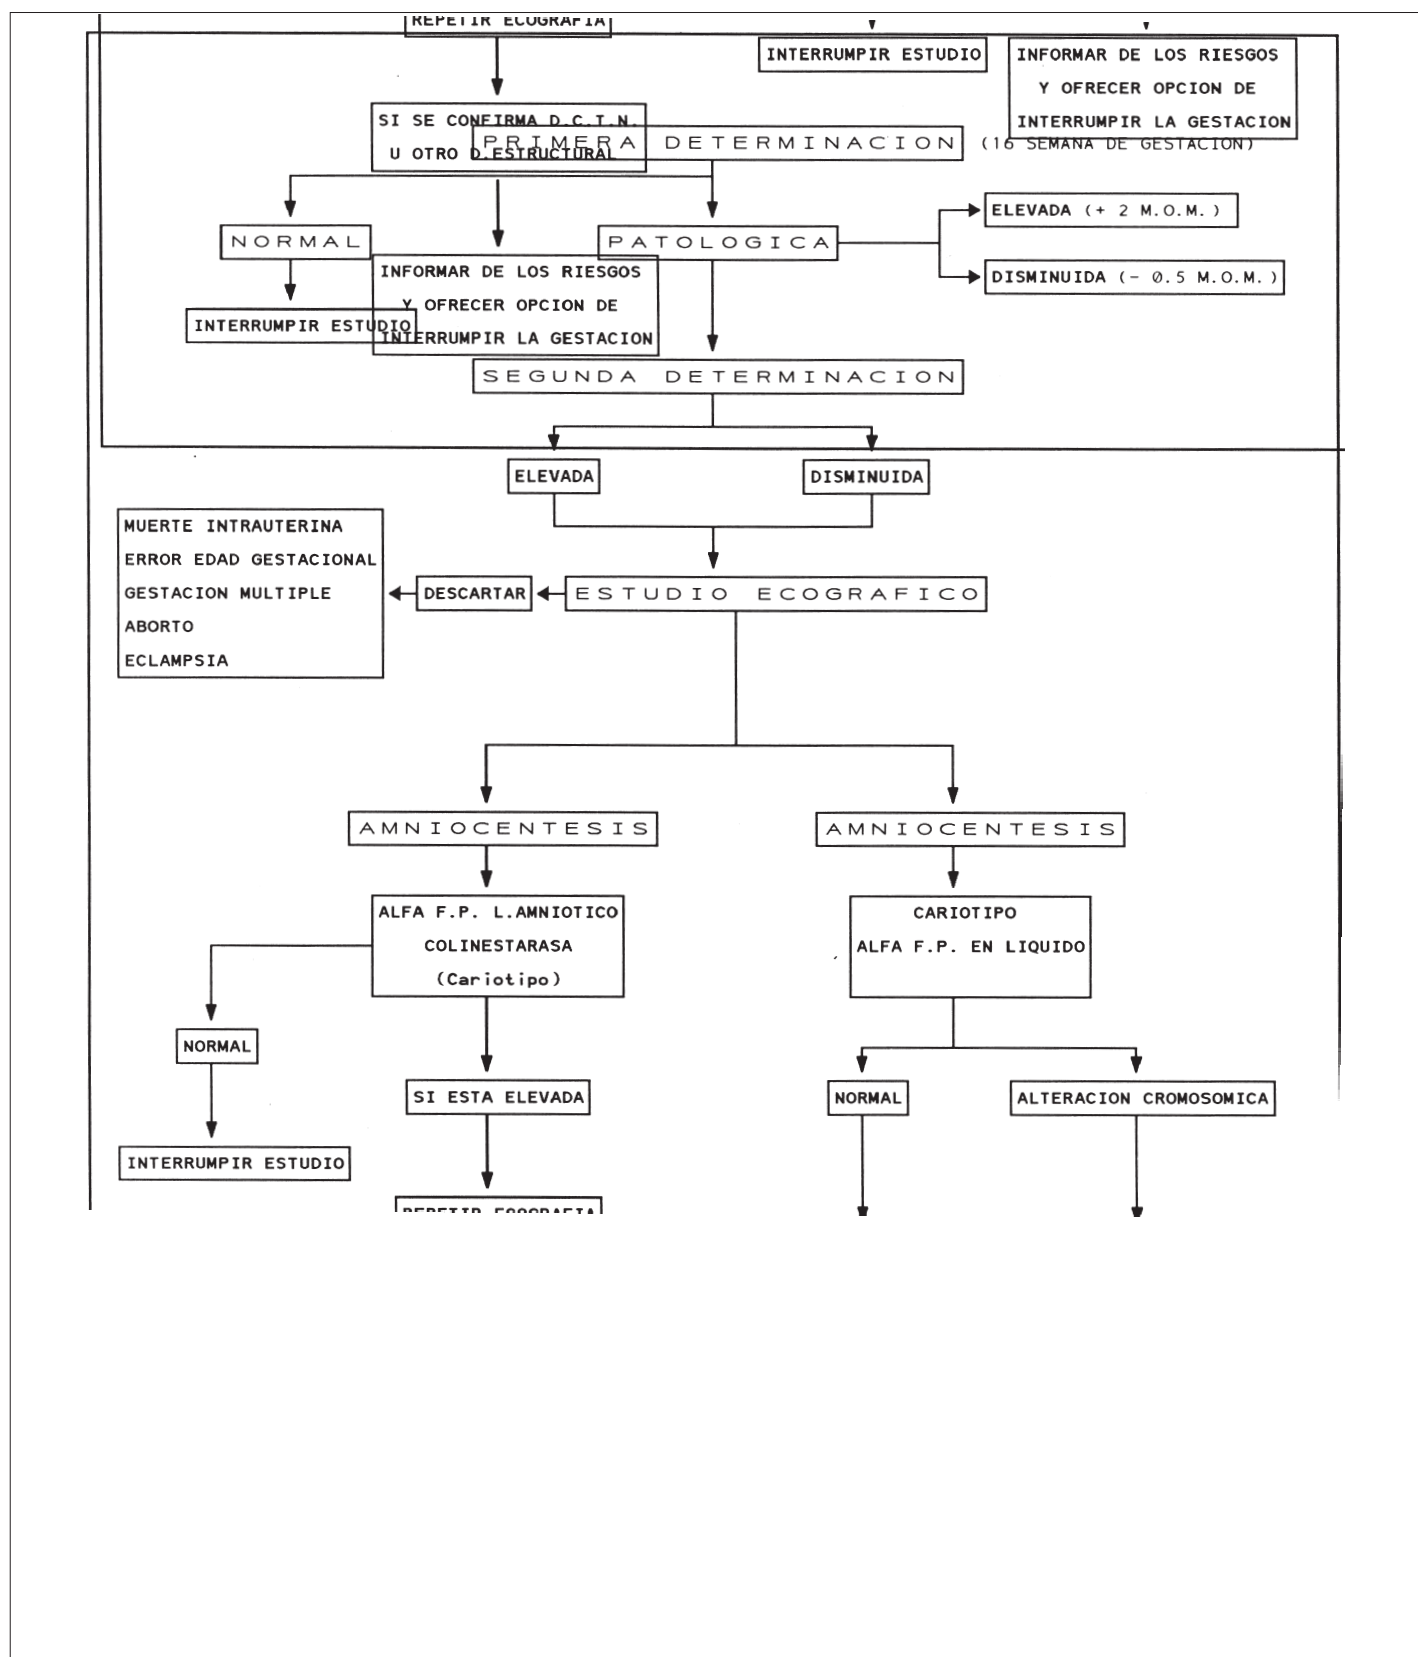 REPETIR ECOGRAFIA
INTERRUMPIR ESTUDIO
INFORMAR DE LOS RIESGOS
Y OFRECER OPCION DE
INTERRUMPIR LA GESTACION
SI SE CONFIRMA D.C.T.N.
U OTRO D.ESTRUCTURAL
PRIMERA DETERMINACION (16 SEMANA DE GESTACION)
ELEVADA (+ 2 M.O.M.)
NORMAL
PATOLOGICA
DISMINUIDA (- 0.5 M.O.M.)
INFORMAR DE LOS RIESGOS
Y OFRECER OPCION DE
INTERRUMPIR LA GESTACION
INTERRUMPIR ESTUDIO
SEGUNDA DETERMINACION
ELEVADA
DISMINUIDA
MUERTE INTRAUTERINA
ERROR EDAD GESTACIONAL
GESTACION MULTIPLE
ABORTO
ECLAMPSIA
DESCARTAR
ESTUDIO ECOGRAFICO
AMNIOCENTESIS
AMNIOCENTESIS
ALFA F.P. L.AMNIOTICO
COLINESTARASA
(Cariotipo)
CARIOTIPO
ALFA F.P. EN LIQUIDO
NORMAL
SI ESTA ELEVADA
NORMAL
ALTERACION CROMOSOMICA
INTERRUMPIR ESTUDIO
REPETIR ECOGRAFIA